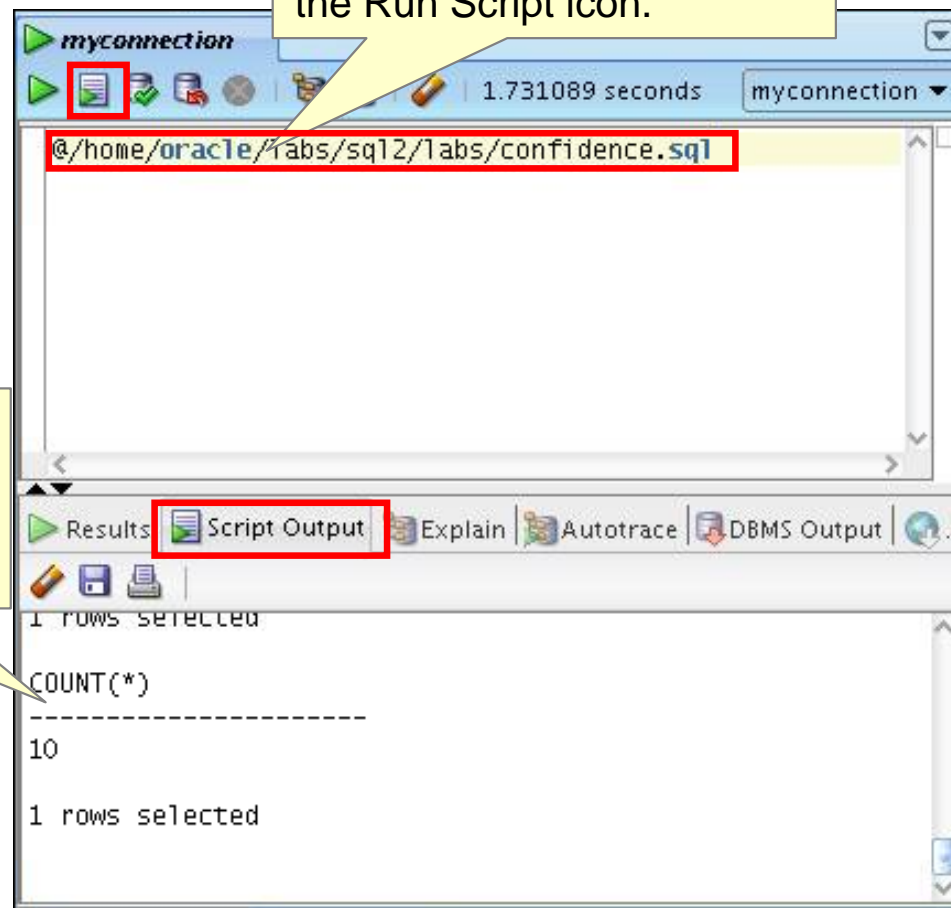 the Run Script icon.
myconnection
1.731089 seconds
myconnection
@/home/oracle/labs/sql2/labs/confidence.sql
Results
Script Output
Explain
Autotrace
DBMS Output
1 rows selected
COUNT(*)
----------------------
10
1 rows selected